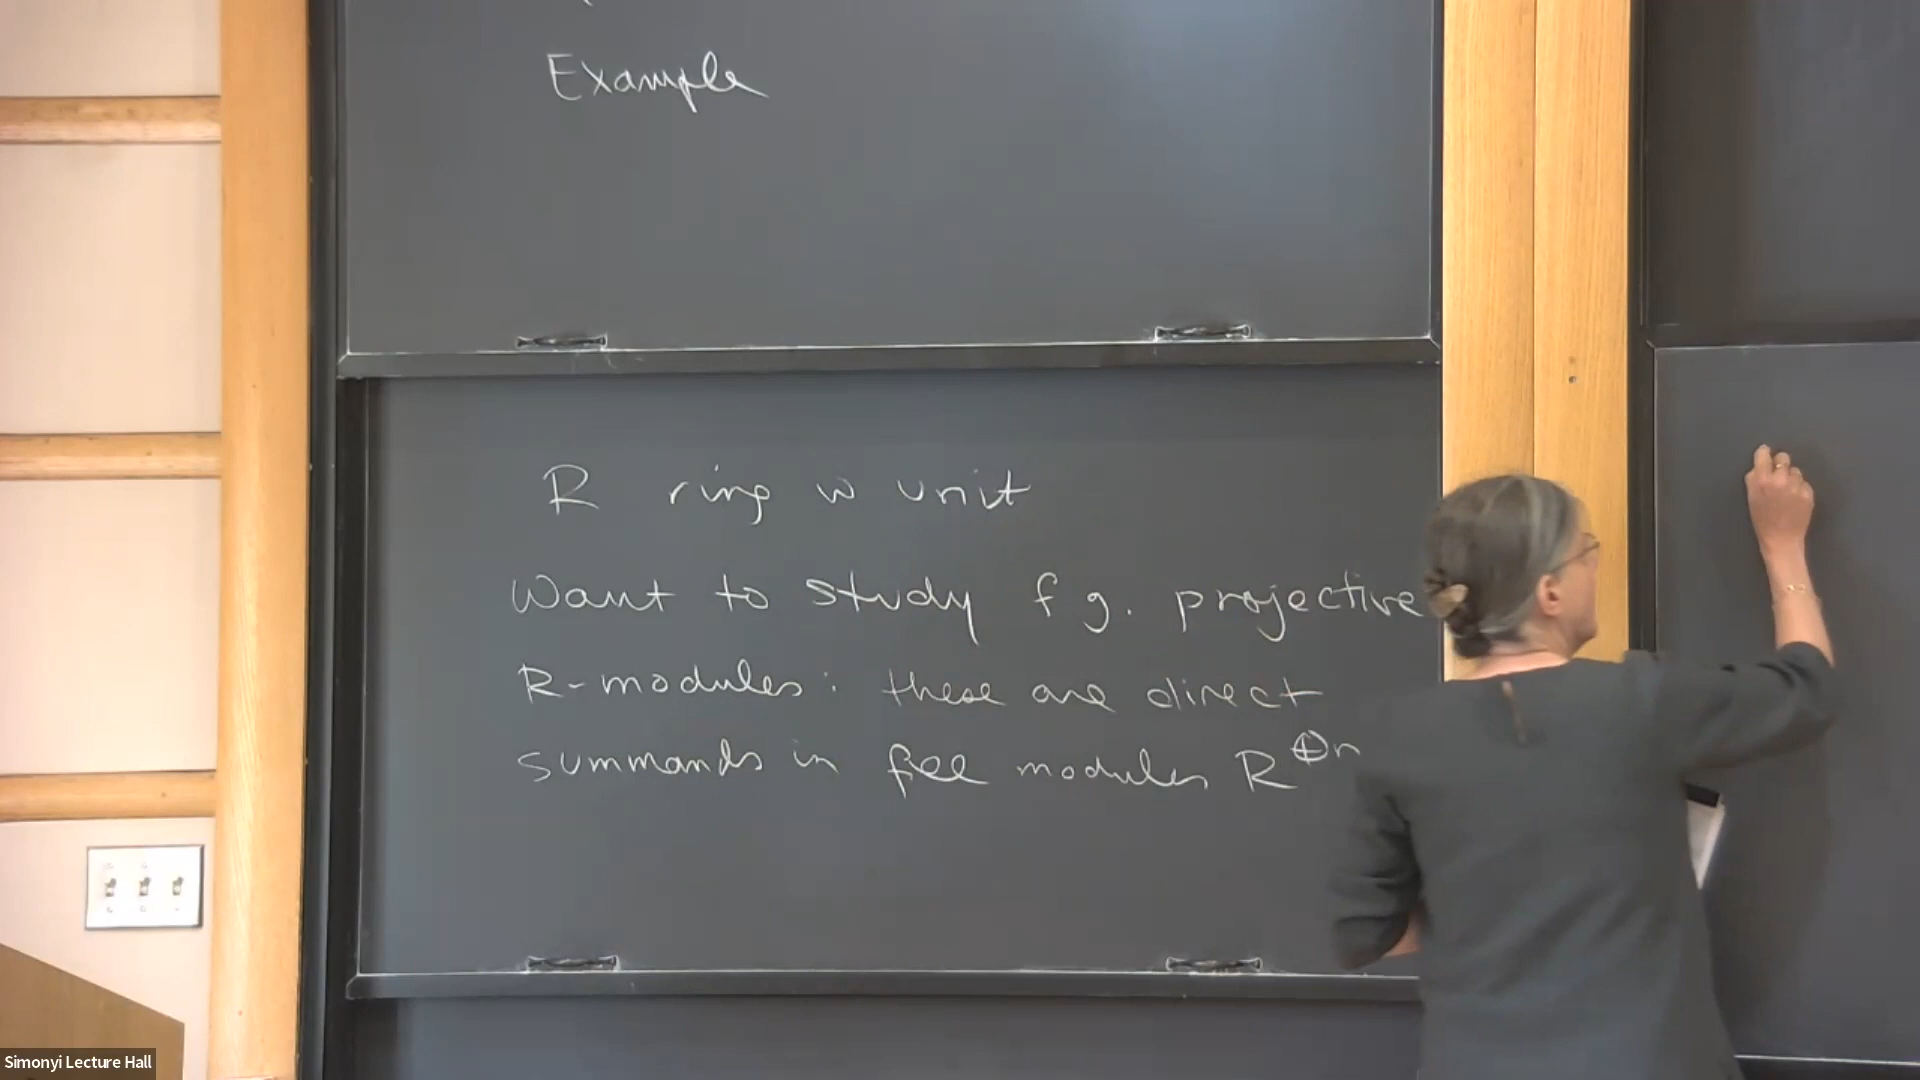 Example
R ring w unit
Want to study f g. projective
R-modules: these are direct
summands in free modules R^⊕n
Simonyi Lecture Hall